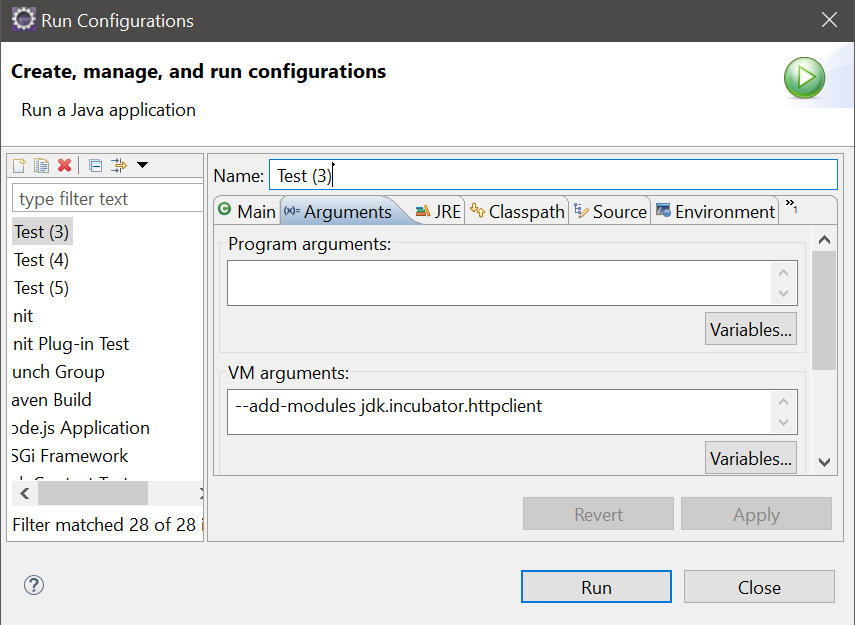 Run Configurations
Create, manage, and run configurations
Run a Java application
type filter text
Test (3)
Test (4)
Test (5)
nit
nit Plug-in Test
unch Group
aven Build
ode.js Application
SGi Framework
Filter matched 28 of 28 i
Name: Test (3)
Main (x)= Arguments JRE Classpath Source Environment »1
Program arguments:
Variables...
VM arguments:
--add-modules jdk.incubator.httpclient
Variables...
Revert Apply
Run Close